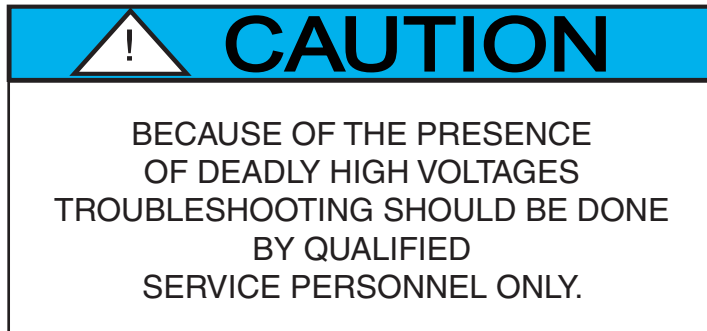 ! CAUTION
BECAUSE OF THE PRESENCE
OF DEADLY HIGH VOLTAGES
TROUBLESHOOTING SHOULD BE DONE
BY QUALIFIED
SERVICE PERSONNEL ONLY.